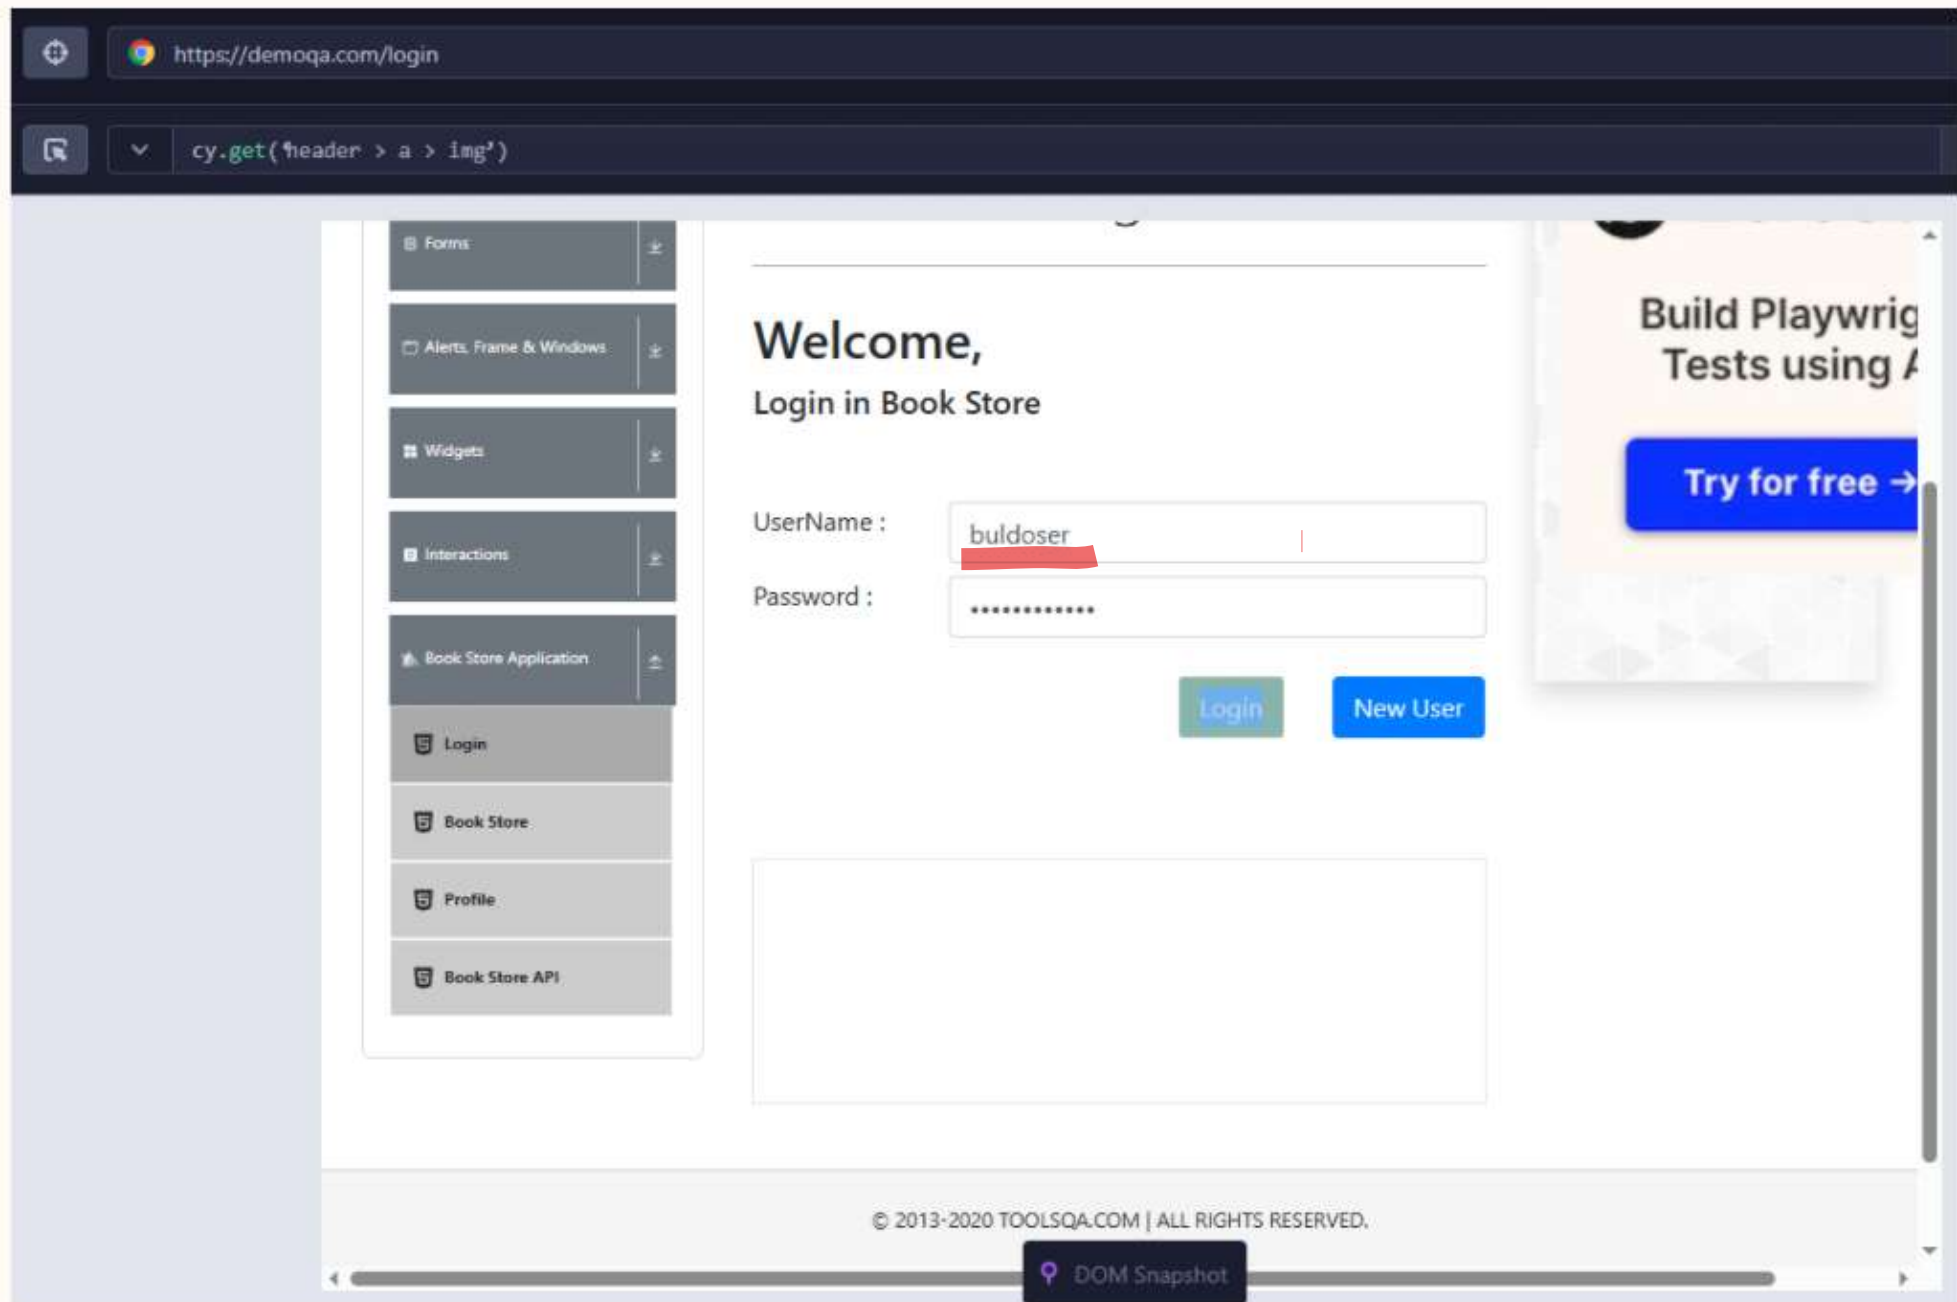 https://demoqa.com/login
cy.get('header > a > img')
Forms
Alerts, Frame & Windows
Widgets
Interactions
Book Store Application
Login
Book Store
Profile
Book Store API
Welcome,
Login in Book Store
UserName :
buldoser
Password :
••••••••••••
Login
New User
Build Playwrig
Tests using A
Try for free →
© 2013-2020 TOOLSQA.COM | ALL RIGHTS RESERVED.
DOM Snapshot